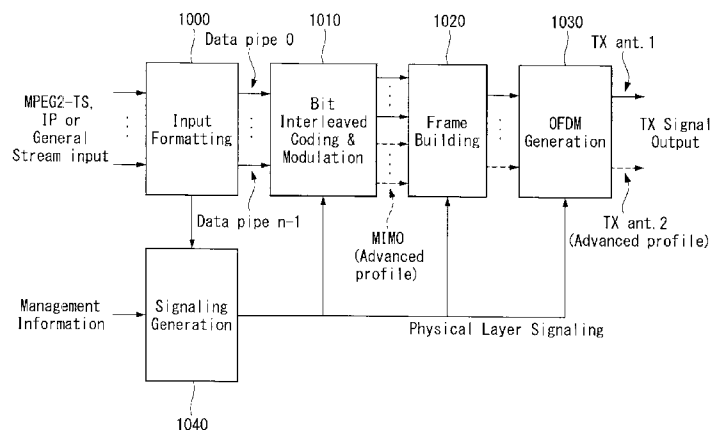 1000
Data pipe 0
1010
1020
1030
TX ant.1
MPEG2-TS,
IP or
General
Stream input
Input
Formatting
Bit
Interleaved
Coding &
Modulation
Frame
Building
OFDM
Generation
TX Signal
Output
Data pipe n-1
MIMO
(Advanced
profile)
TX ant.2
(Advanced profile)
Management
Information
Signaling
Generation
Physical Layer Signaling
1040